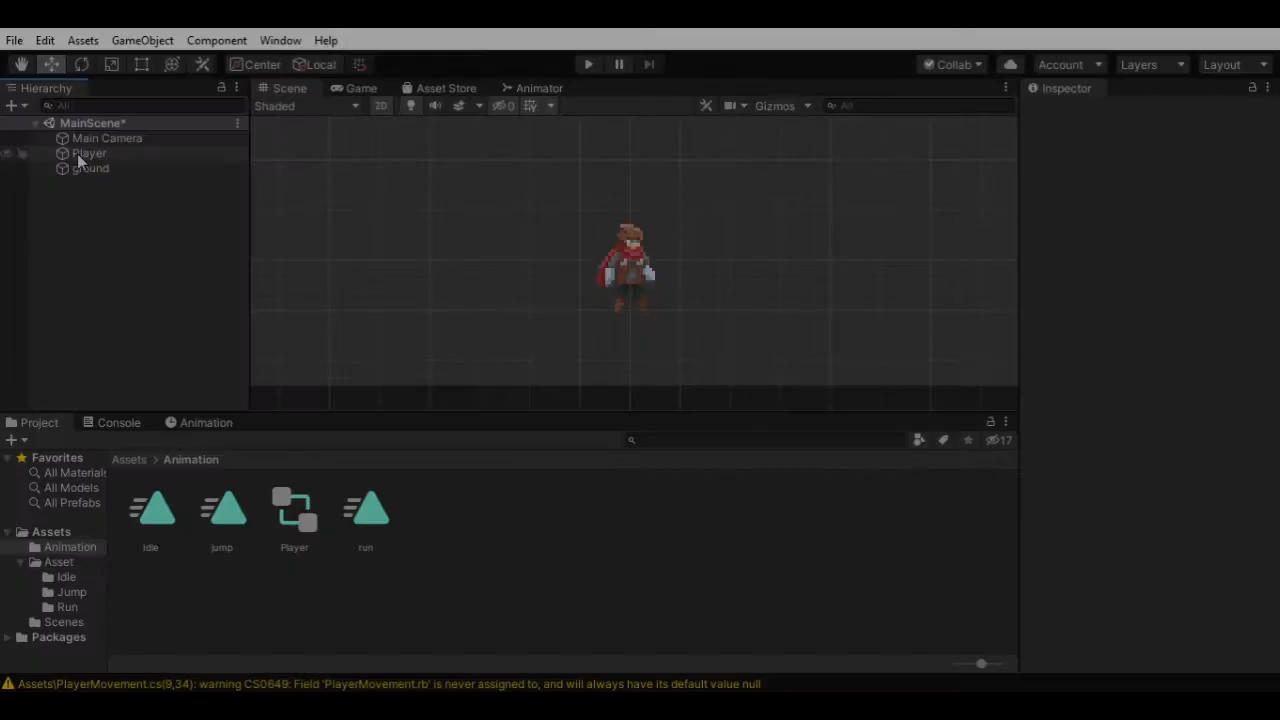 File Edit Assets GameObject Component Window Help
Center Local Collab Account Layers Layout
Hierarchy Scene Game Asset Store Animator Inspector
All Shaded 2D 0 Gizmos All
MainScene*
Main Camera
Player
ground
Project Console Animation
17
Favorites Assets > Animation
All Materials
All Models
All Prefabs
Assets
Animation Idle jump Player run
Asset
Idle
Jump
Run
Scenes
Packages
Assets\PlayerMovement.cs(9,34): warning CS0649: Field 'PlayerMovement.rb' is never assigned to, and will always have its default value null